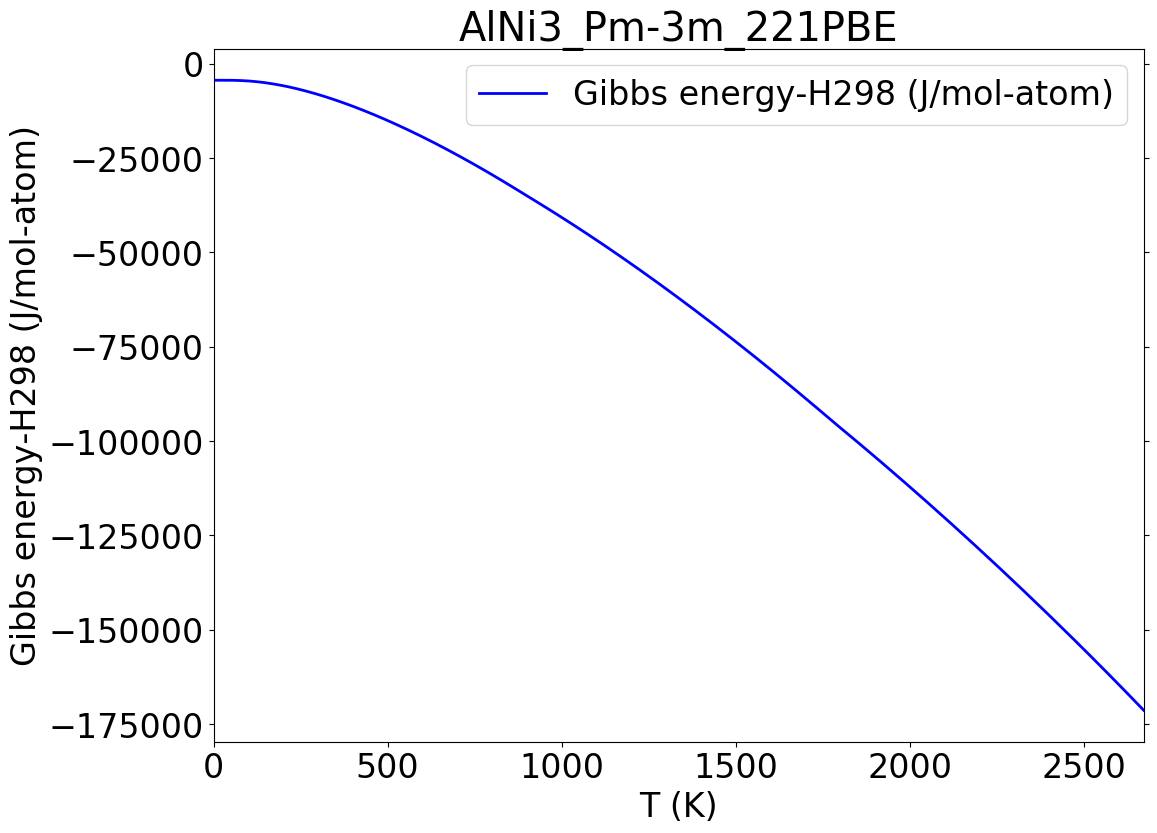 AlNi3_Pm-3m_221PBE
Gibbs energy-H298 (J/mol-atom)
Gibbs energy-H298 (J/mol-atom)
0
−25000
−50000
−75000
−100000
−125000
−150000
−175000
0 500 1000 1500 2000 2500
T (K)